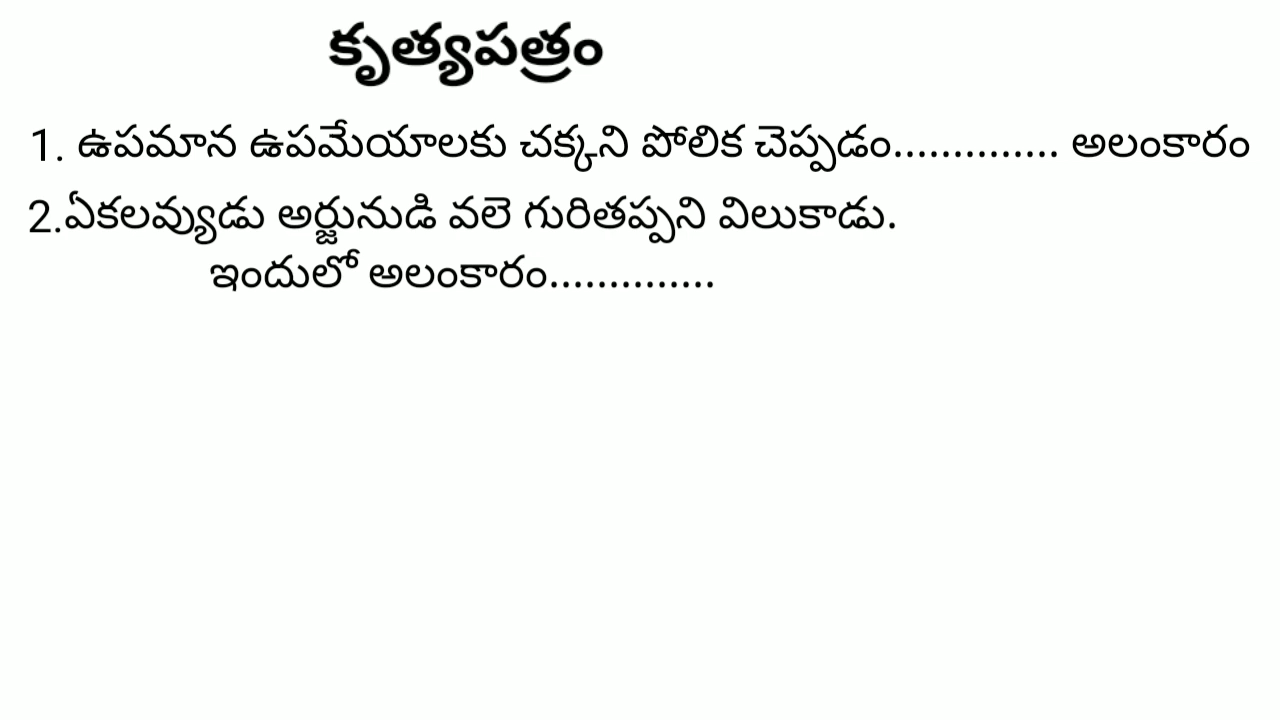 కృత్యపత్రం
1. ఉపమాన ఉపమేయాలకు చక్కని పోలిక చెప్పడం.............. అలంకారం
2.ఏకలవ్యుడు అర్జునుడి వలె గురితప్పని విలుకాడు.
ఇందులో అలంకారం..............